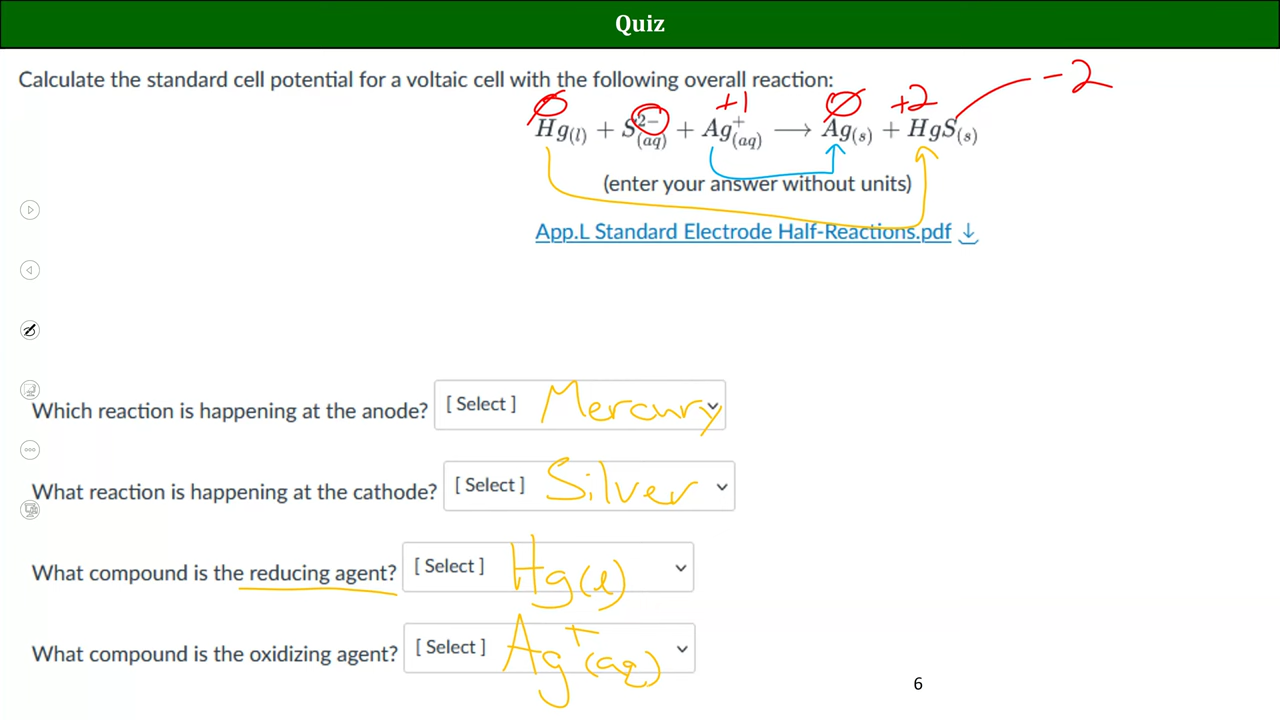 Quiz
Calculate the standard cell potential for a voltaic cell with the following overall reaction:
∅ +1 ∅ +2 -2
Hg(l) + S²⁻(aq) + Ag⁺(aq) ⟶ Ag(s) + HgS(s)
(enter your answer without units)
App.L Standard Electrode Half-Reactions.pdf
Which reaction is happening at the anode? [ Select ] Mercury
What reaction is happening at the cathode? [ Select ] Silver
What compound is the reducing agent? [ Select ] Hg(l)
What compound is the oxidizing agent? [ Select ] Ag⁺(aq)
6